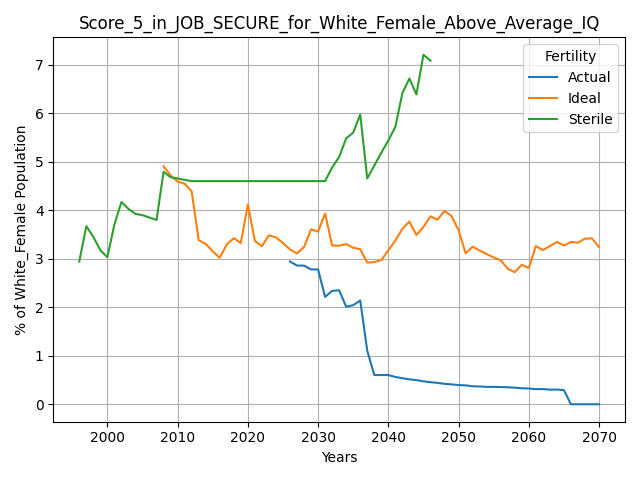 Score_5_in_JOB_SECURE_for_White_Female_Above_Average_IQ
Fertility
Actual
Ideal
Sterile
% of White_Female Population
7
6
5
4
3
2
1
0
2000 2010 2020 2030 2040 2050 2060 2070
Years